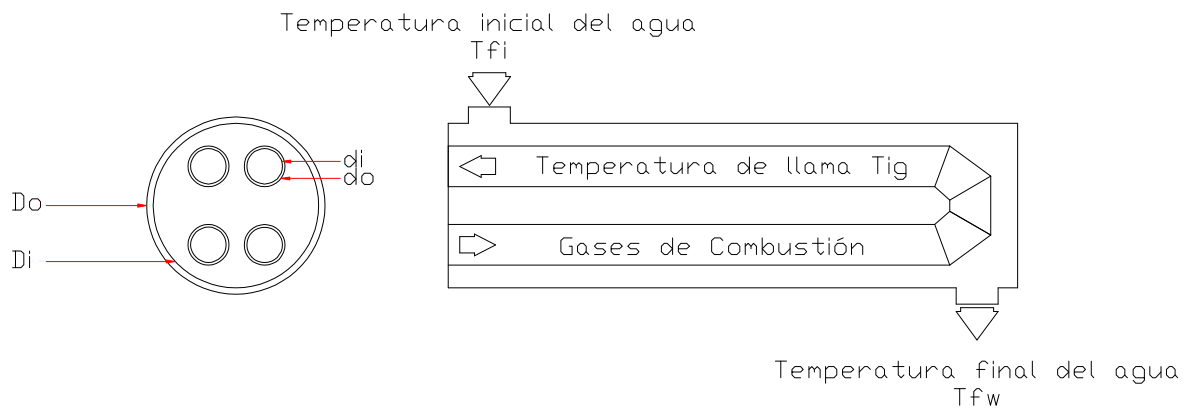 Temperatura inicial del agua
Tfi
di
do
Do
Di
Temperatura de llama Tig
Gases de Combustión
Temperatura final del agua
Tfw